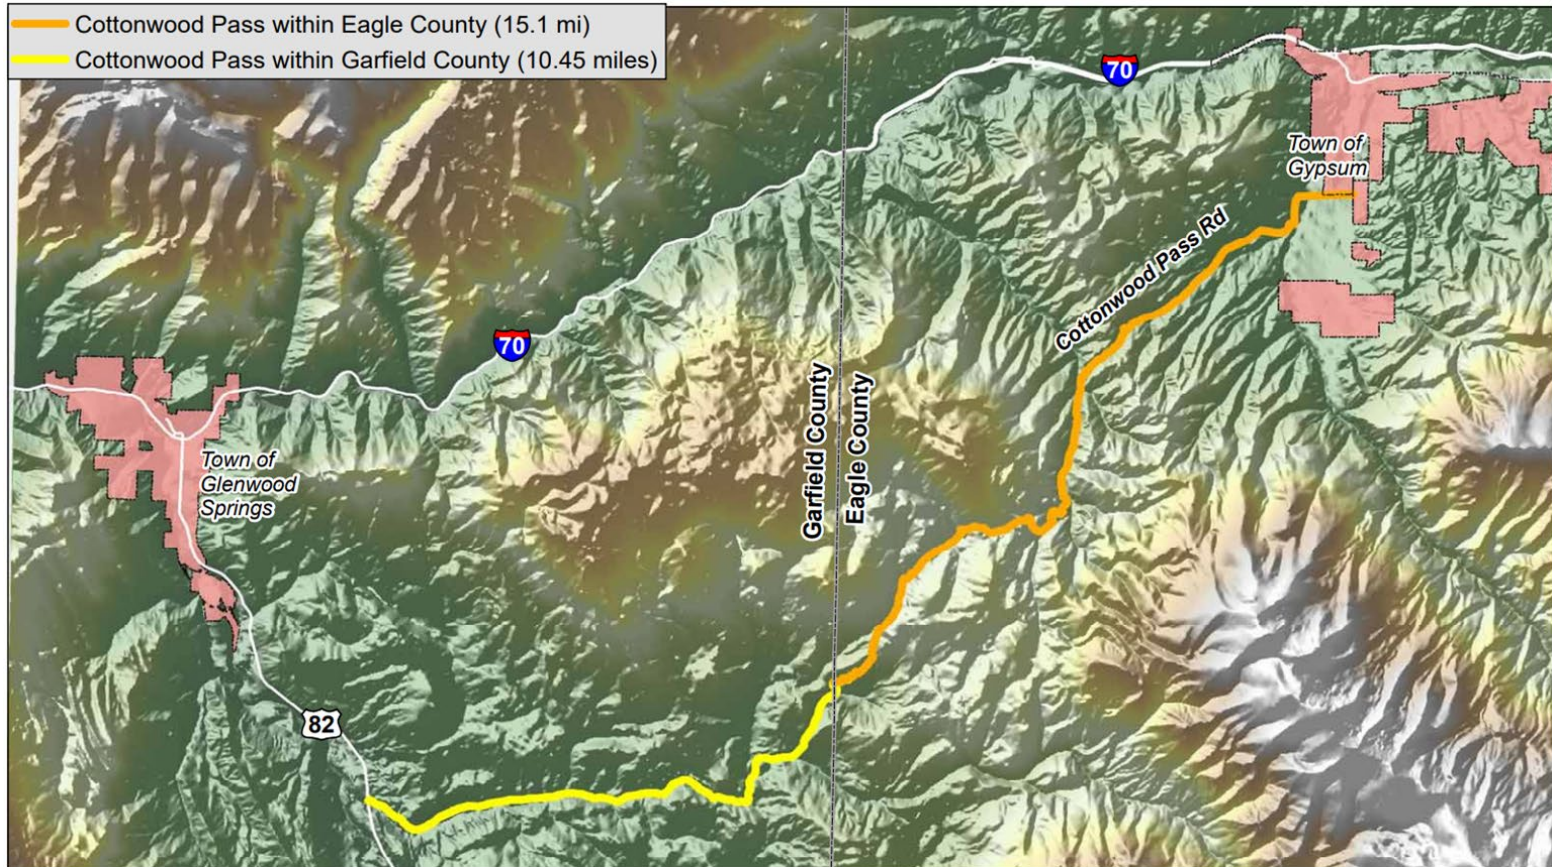 Cottonwood Pass within Eagle County (15.1 mi)
Cottonwood Pass within Garfield County (10.45 miles)
70
Town of
Gypsum
Cottonwood Pass Rd
70
Garfield County
Eagle County
Town of
Glenwood
Springs
82